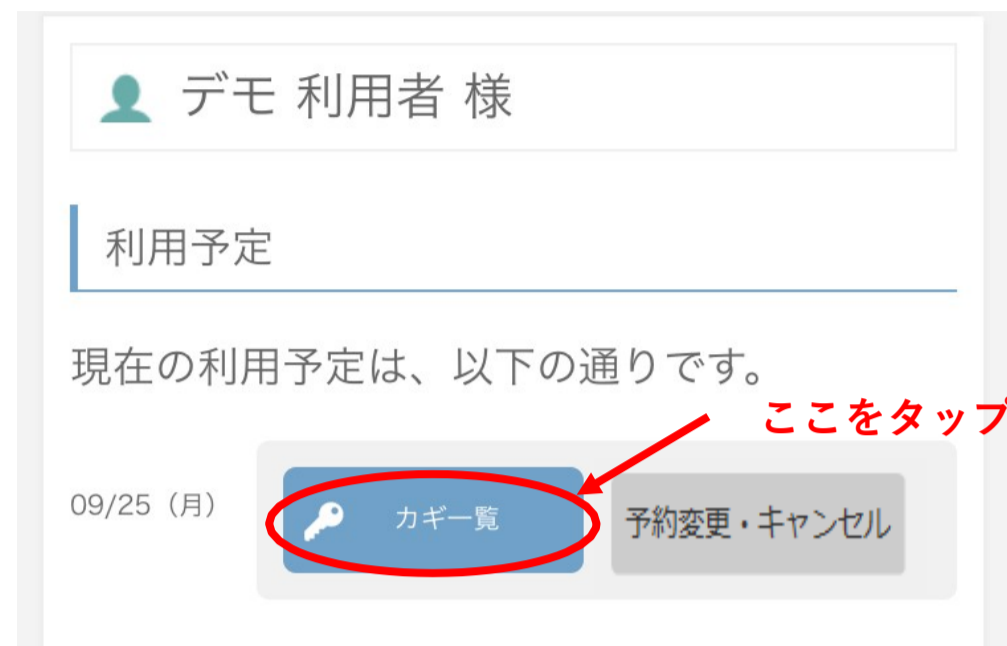 デモ 利用者 様
利用予定
現在の利用予定は、以下の通りです。
ここをタップ
09/25（月）
カギ一覧
予約変更・キャンセル